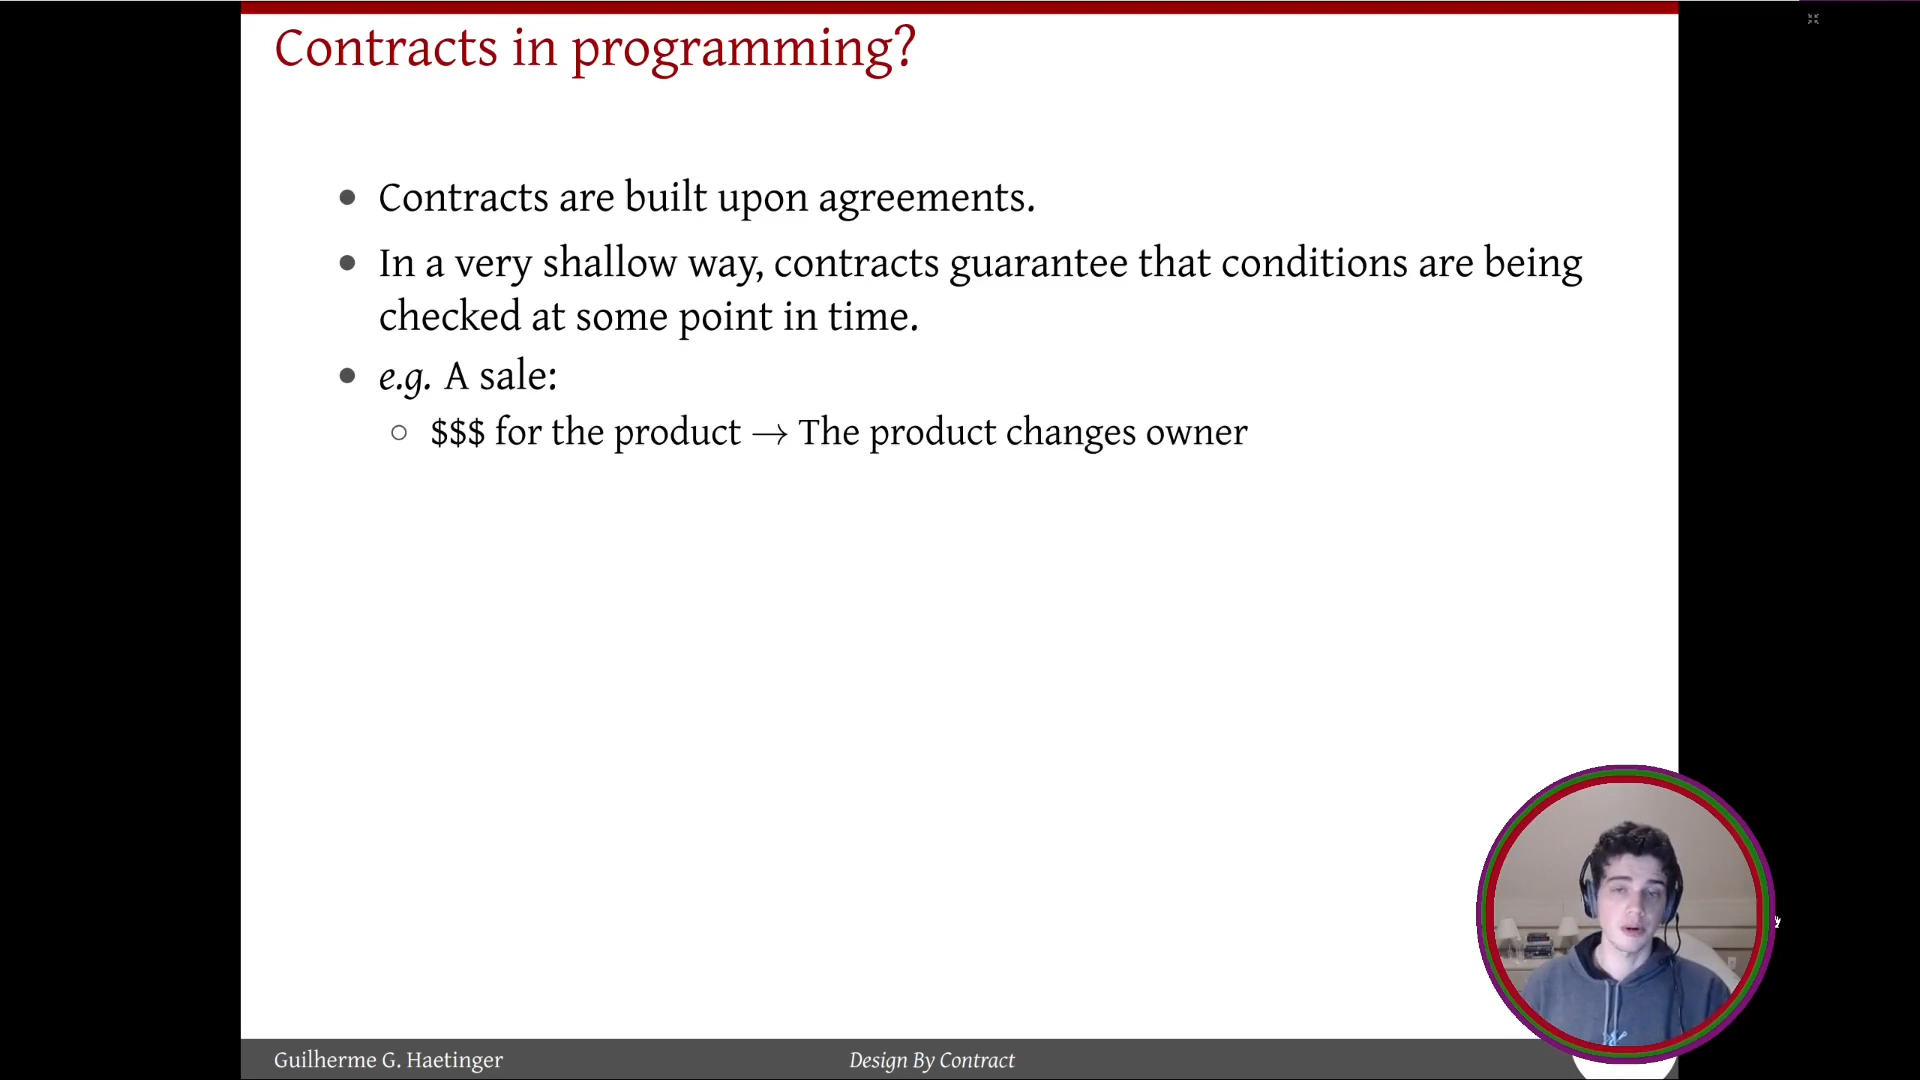 Contracts in programming?
Contracts are built upon agreements.
In a very shallow way, contracts guarantee that conditions are being
checked at some point in time.
e.g. A sale:
$$$ for the product → The product changes owner
Guilherme G. Haetinger
Design By Contract